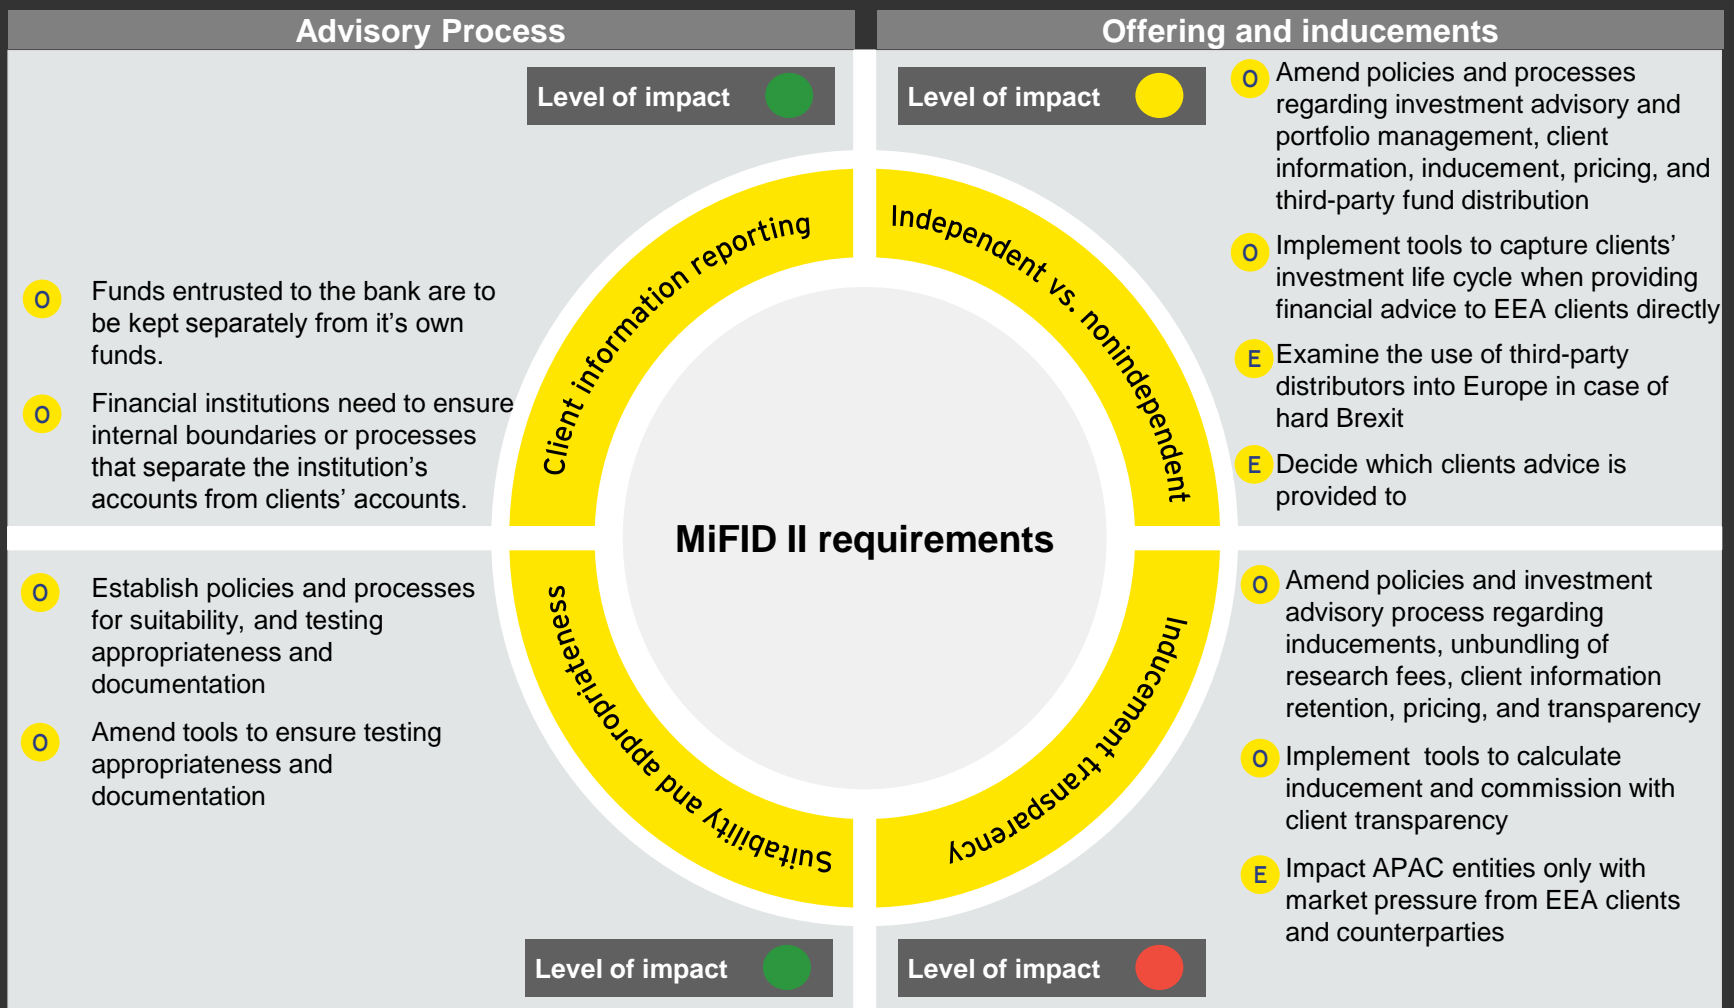 Advisory Process
Level of impact
Client information reporting
O
Funds entrusted to the bank are to
be kept separately from it's own
funds.
O
Financial institutions need to ensure
internal boundaries or processes
that separate the institution’s
accounts from clients’ accounts.
Offering and inducements
Level of impact
Independent vs. nonindependent
O
Amend policies and processes
regarding investment advisory and
portfolio management, client
information, inducement, pricing, and
third-party fund distribution
O
Implement tools to capture clients’
investment life cycle when providing
financial advice to EEA clients directly
E
Examine the use of third-party
distributors into Europe in case of
hard Brexit
E
Decide which clients advice is
provided to
MiFID II requirements
O
Establish policies and processes
for suitability, and testing
appropriateness and
documentation
O
Amend tools to ensure testing
appropriateness and
documentation
Suitability and appropriateness
Level of impact
Inducement transparency
O
Amend policies and investment
advisory process regarding
inducements, unbundling of
research fees, client information
retention, pricing, and transparency
O
Implement tools to calculate
inducement and commission with
client transparency
E
Impact APAC entities only with
market pressure from EEA clients
and counterparties
Level of impact